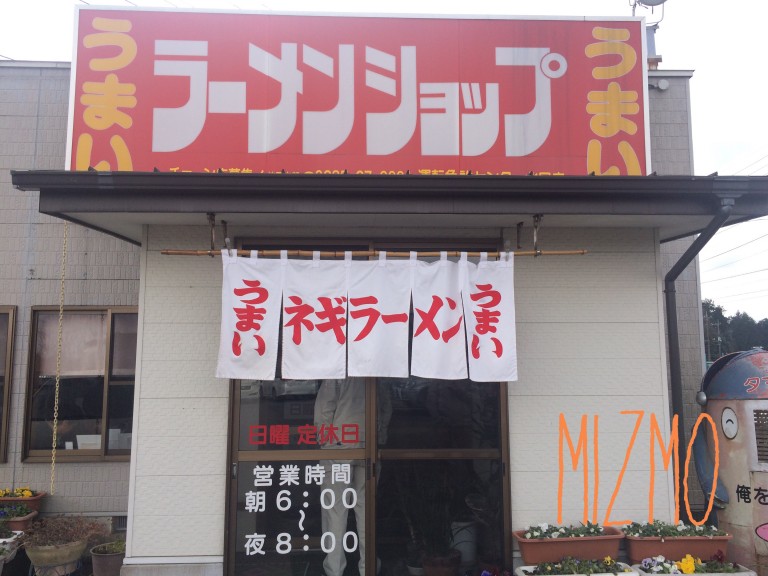 うまい
ラーメンショップ
うまい
うまい
ネギラーメン
うまい
日曜 定休日
営業時間
朝6:00
〜
夜8:00
MIZMO
俺を